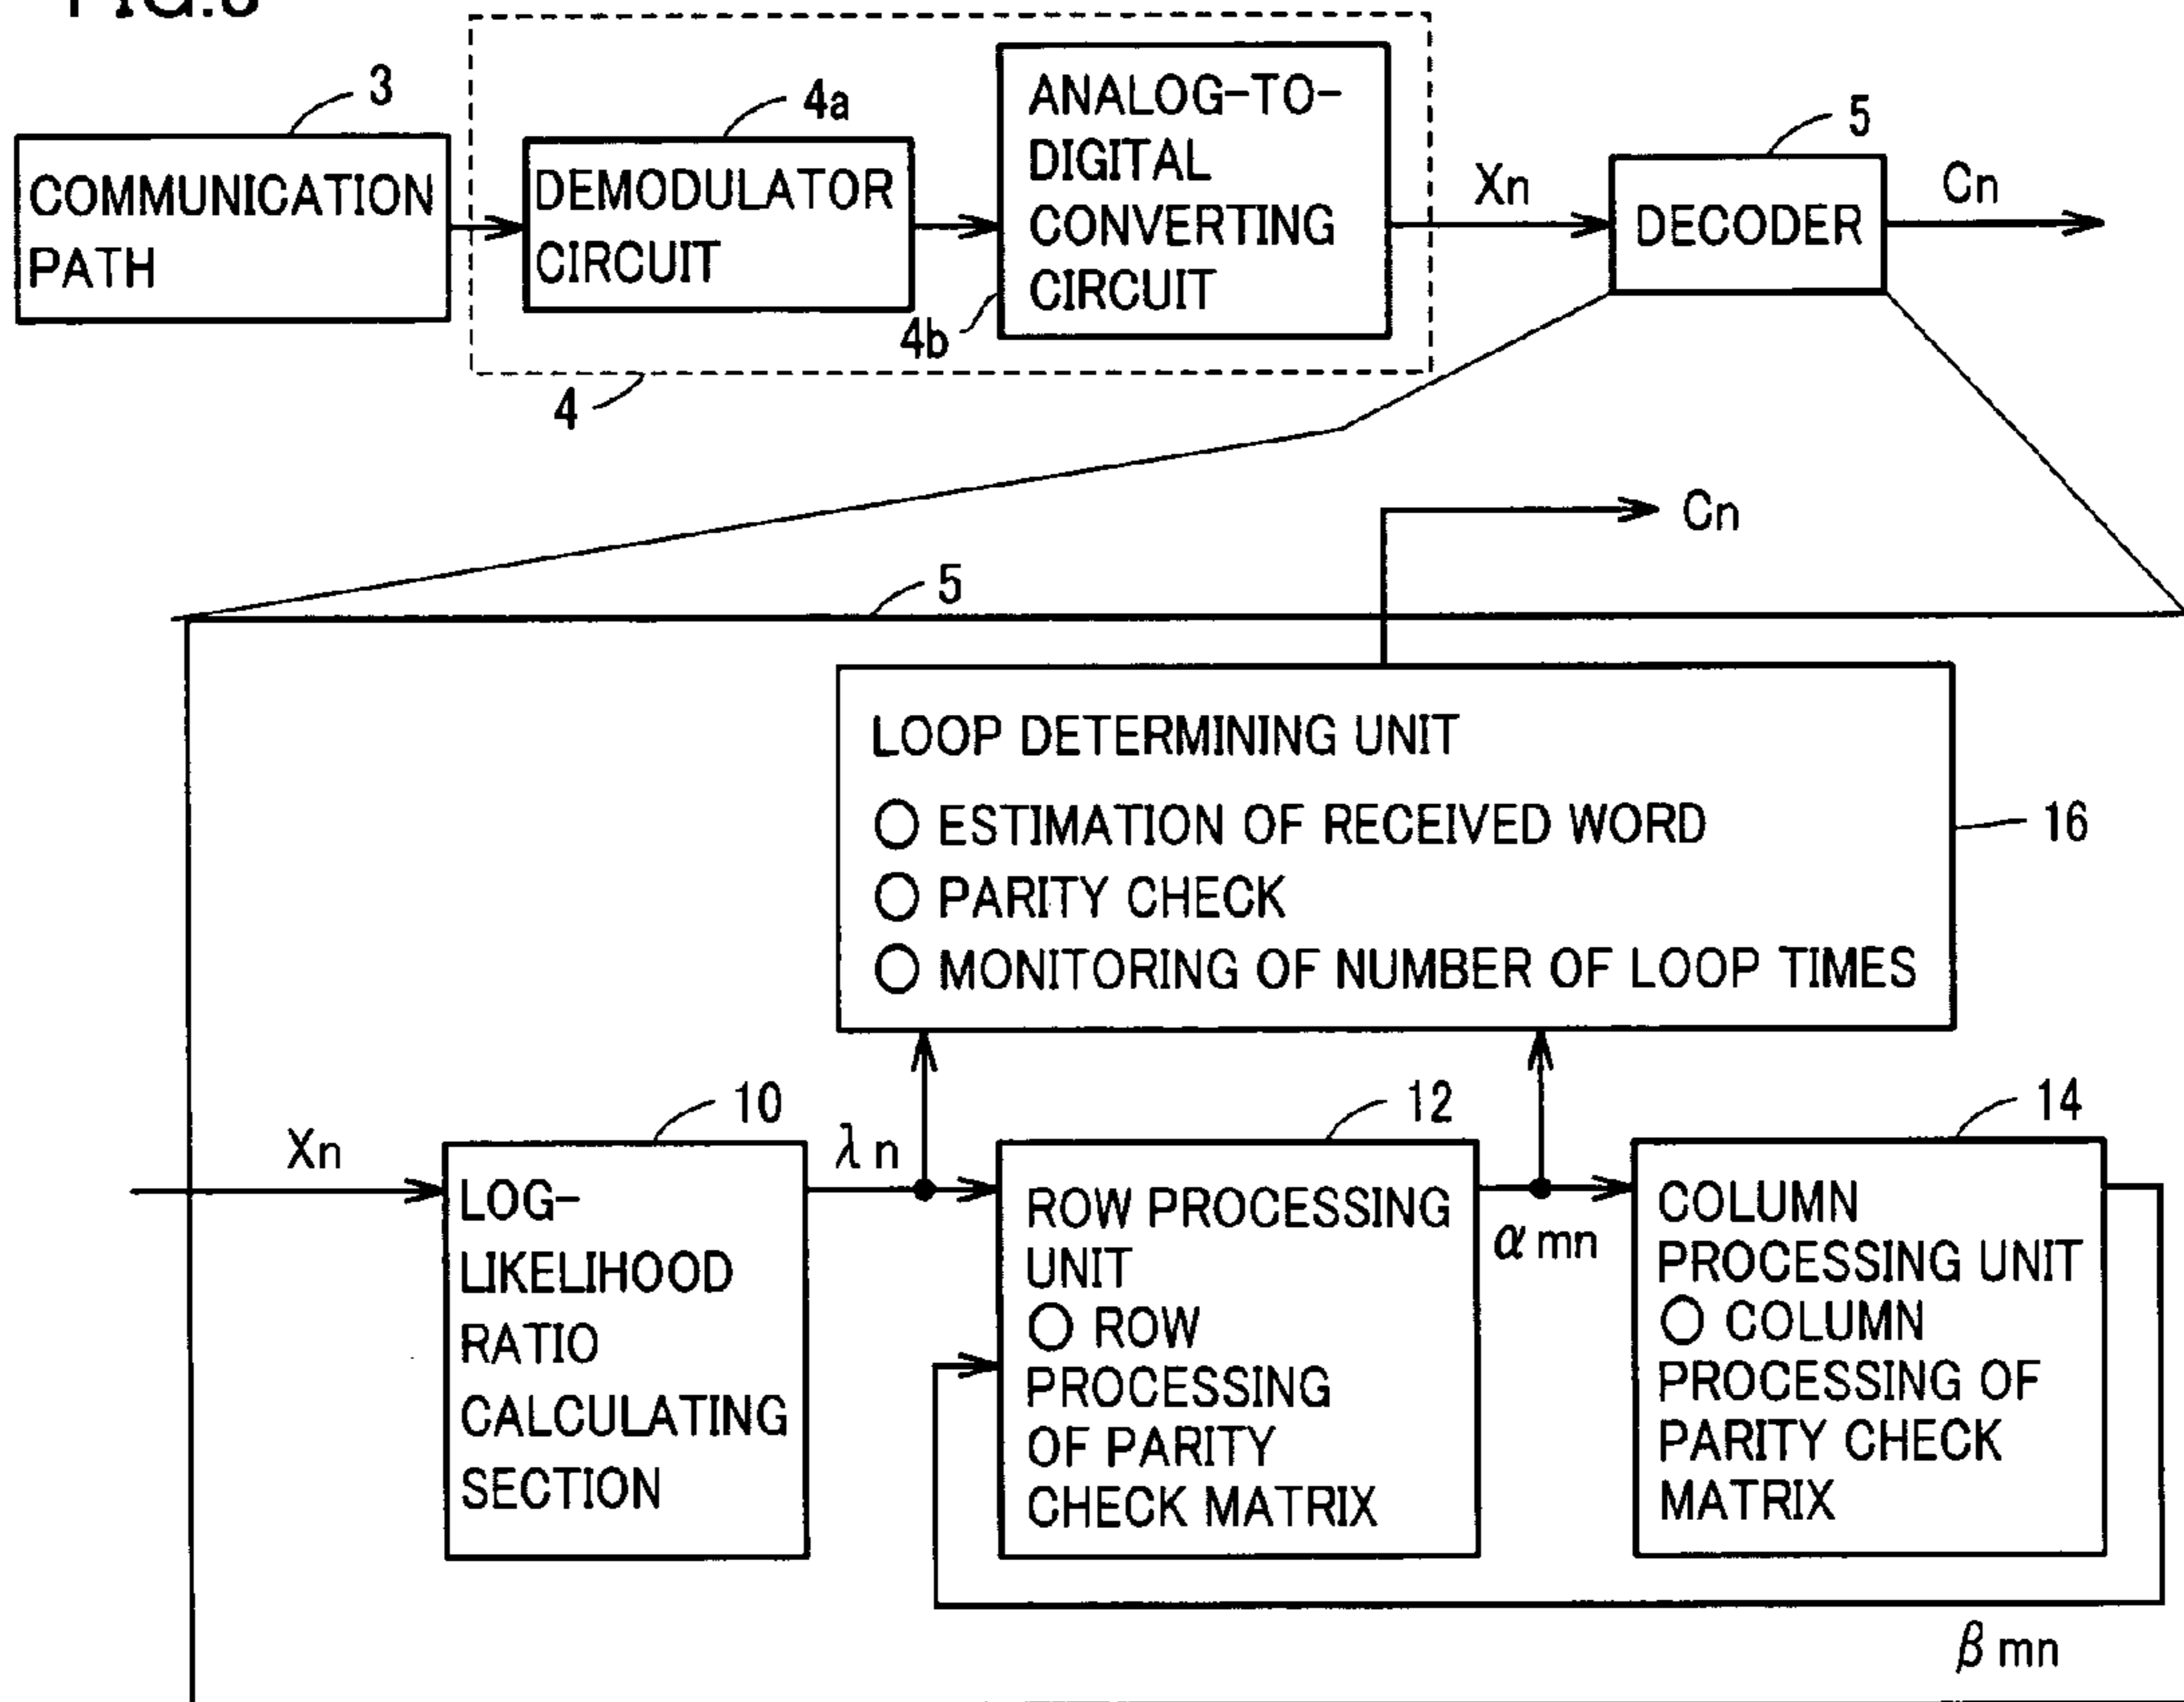 3
4a
ANALOG-TO-
DIGITAL
CONVERTING
CIRCUIT
5
COMMUNICATION
PATH
DEMODULATOR
CIRCUIT
Xn
DECODER
Cn
4b
4
Cn
5
LOOP DETERMINING UNIT
○ ESTIMATION OF RECEIVED WORD
○ PARITY CHECK
○ MONITORING OF NUMBER OF LOOP TIMES
16
10
12
14
Xn
λn
LOG-
LIKELIHOOD
RATIO
CALCULATING
SECTION
ROW PROCESSING
UNIT
○ ROW
PROCESSING
OF PARITY
CHECK MATRIX
αmn
COLUMN
PROCESSING UNIT
○ COLUMN
PROCESSING OF
PARITY CHECK
MATRIX
βmn